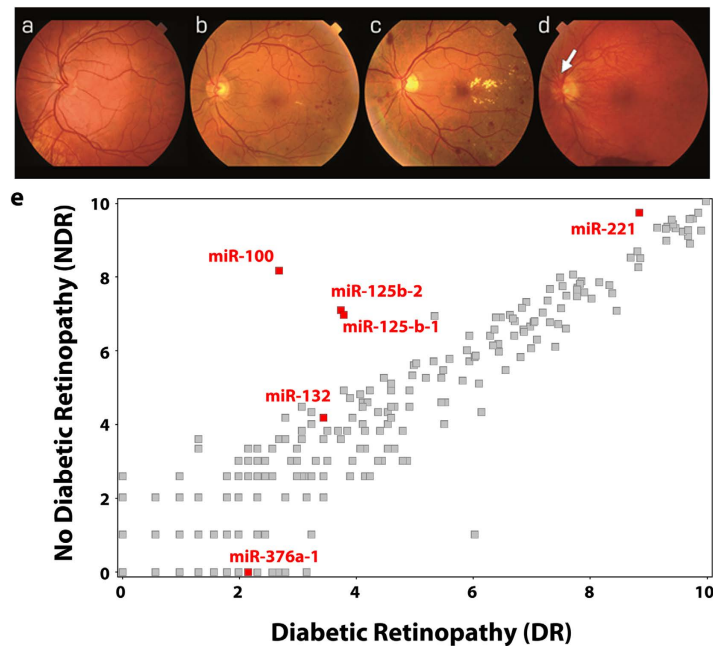 a b c d
e
No Diabetic Retinopathy (NDR)
10
8
6
4
2
0
miR-221
miR-100
miR-125b-2
miR-125-b-1
miR-132
miR-376a-1
0 2 4 6 8 10
Diabetic Retinopathy (DR)